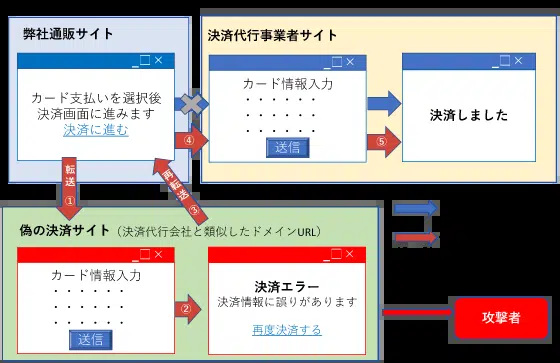 弊社通販サイト
カード支払いを選択後
決済画面に進みます
決済に進む
決済代行事業者サイト
カード情報入力
・・・・・・
・・・・・・
送信
決済しました
④
⑤
転送
①
再転送
③
偽の決済サイト（決済代行会社と類似したドメインURL）
カード情報入力
・・・・・・
・・・・・・
送信
②
決済エラー
決済情報に誤りがあります
再度決済する
攻撃者